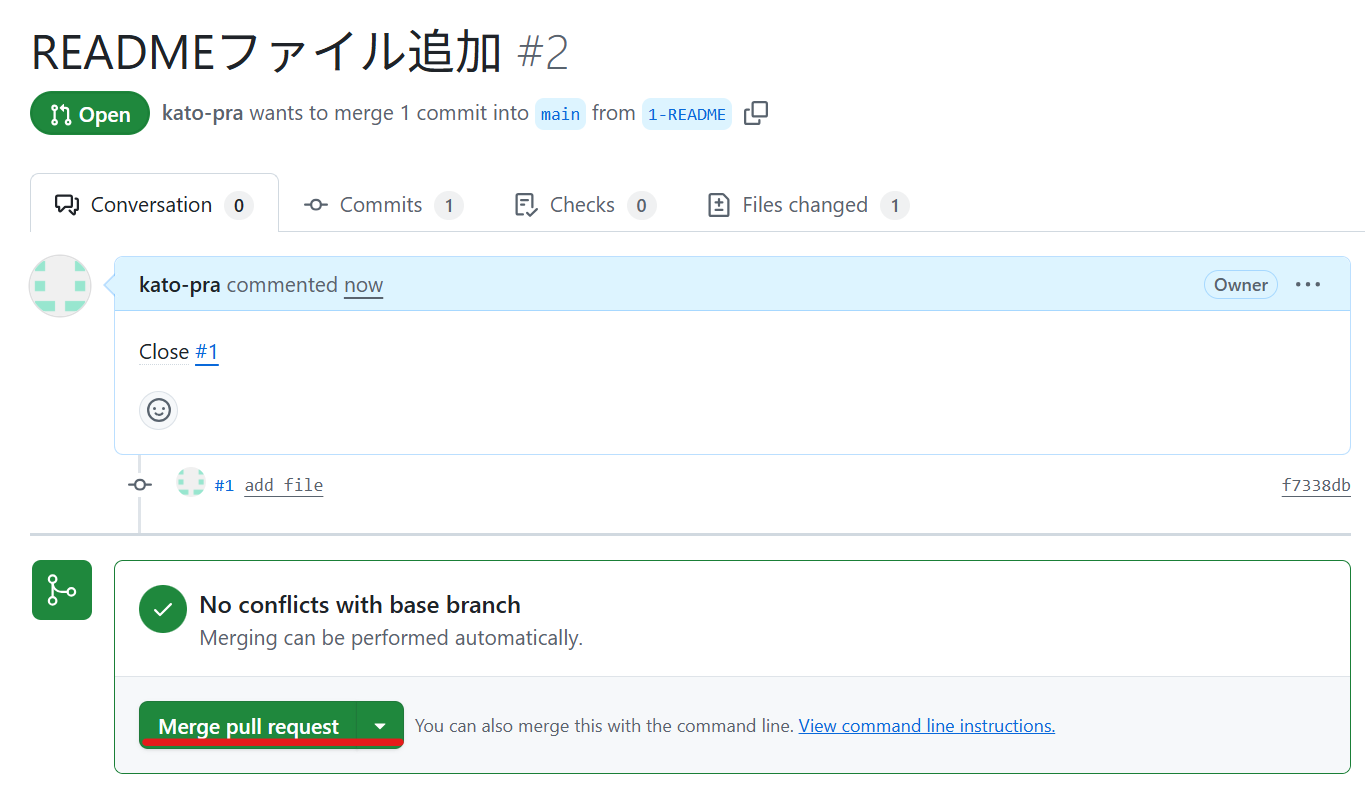 READMEファイル追加 #2
Open kato-pra wants to merge 1 commit into main from 1-README
Conversation 0 Commits 1 Checks 0 Files changed 1
kato-pra commented now Owner
Close #1
#1 add file f7338db
No conflicts with base branch
Merging can be performed automatically.
Merge pull request You can also merge this with the command line. View command line instructions.